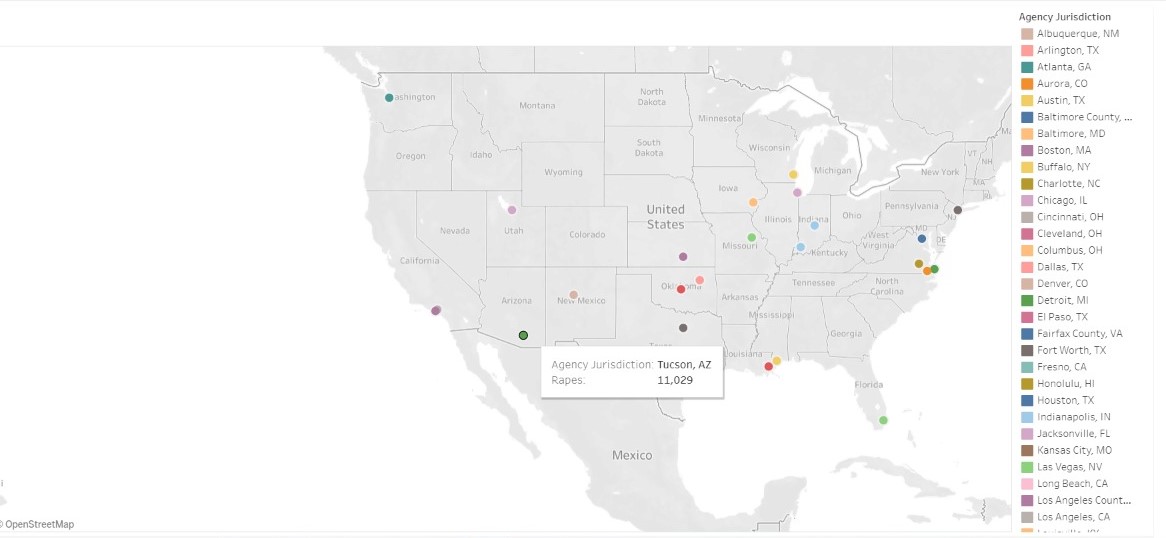 Agency Jurisdiction
Albuquerque, NM
Arlington, TX
Atlanta, GA
Aurora, CO
Austin, TX
Baltimore County, ...
Baltimore, MD
Boston, MA
Buffalo, NY
Charlotte, NC
Chicago, IL
Cincinnati, OH
Cleveland, OH
Columbus, OH
Dallas, TX
Denver, CO
Detroit, MI
El Paso, TX
Fairfax County, VA
Fort Worth, TX
Fresno, CA
Honolulu, HI
Houston, TX
Indianapolis, IN
Jacksonville, FL
Kansas City, MO
Las Vegas, NV
Long Beach, CA
Los Angeles Count...
Los Angeles, CA
ashington
Montana
North
Dakota
Minnesota
Oregon
Idaho
South
Dakota
Wisconsin
Michigan
VT
NH
New York
MA
RI
Wyoming
Iowa
Pennsylvania
NJ
United
States
Nevada
Utah
Colorado
Illinois
Indiana
Ohio
MD
DE
West
Virginia
Missouri
Kentucky
California
Arizona
New Mexico
Oklahoma
Arkansas
Tennessee
North
Carolina
Mississippi
Georgia
Louisiana
Agency Jurisdiction: Tucson, AZ
Rapes: 11,029
Florida
Mexico
© OpenStreetMap